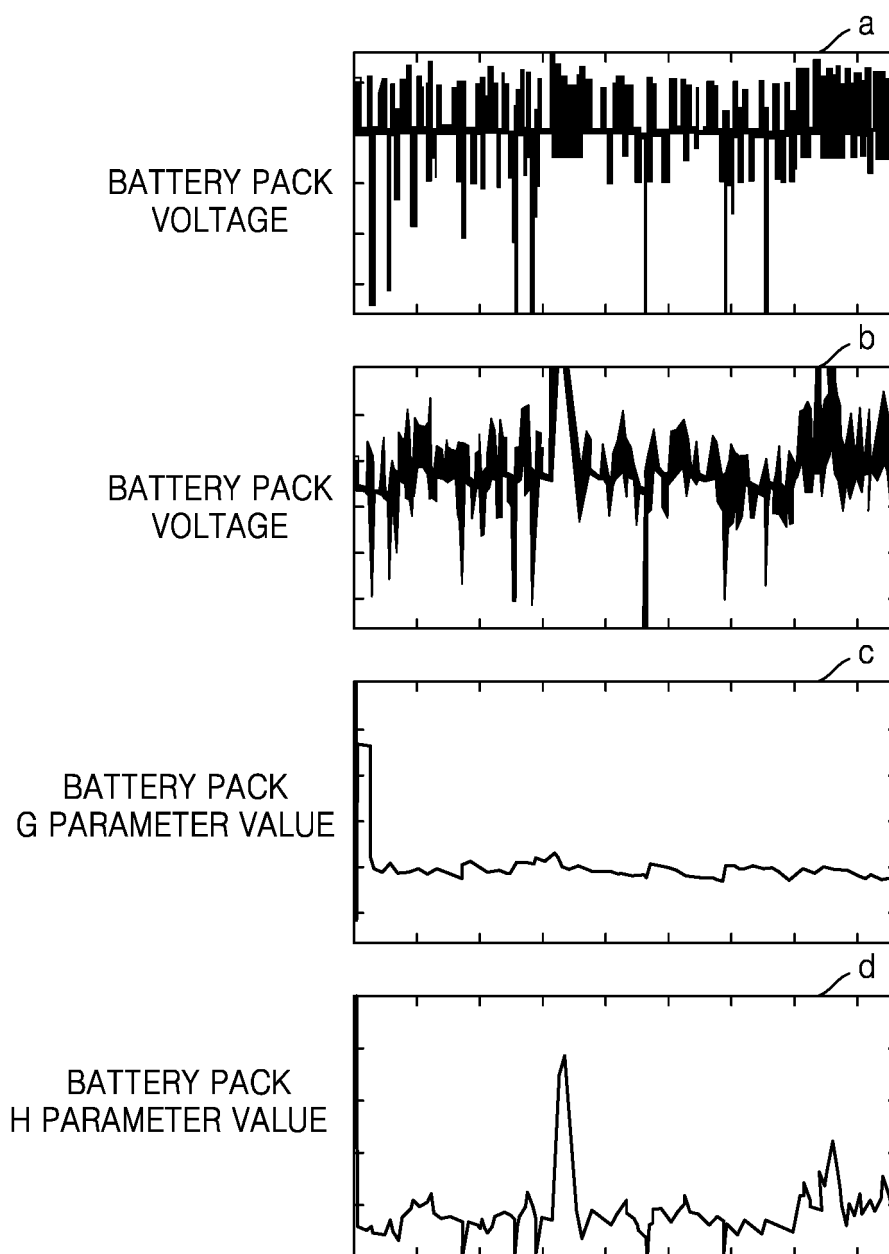 a
BATTERY PACK
VOLTAGE
b
BATTERY PACK
VOLTAGE
c
BATTERY PACK
G PARAMETER VALUE
d
BATTERY PACK
H PARAMETER VALUE